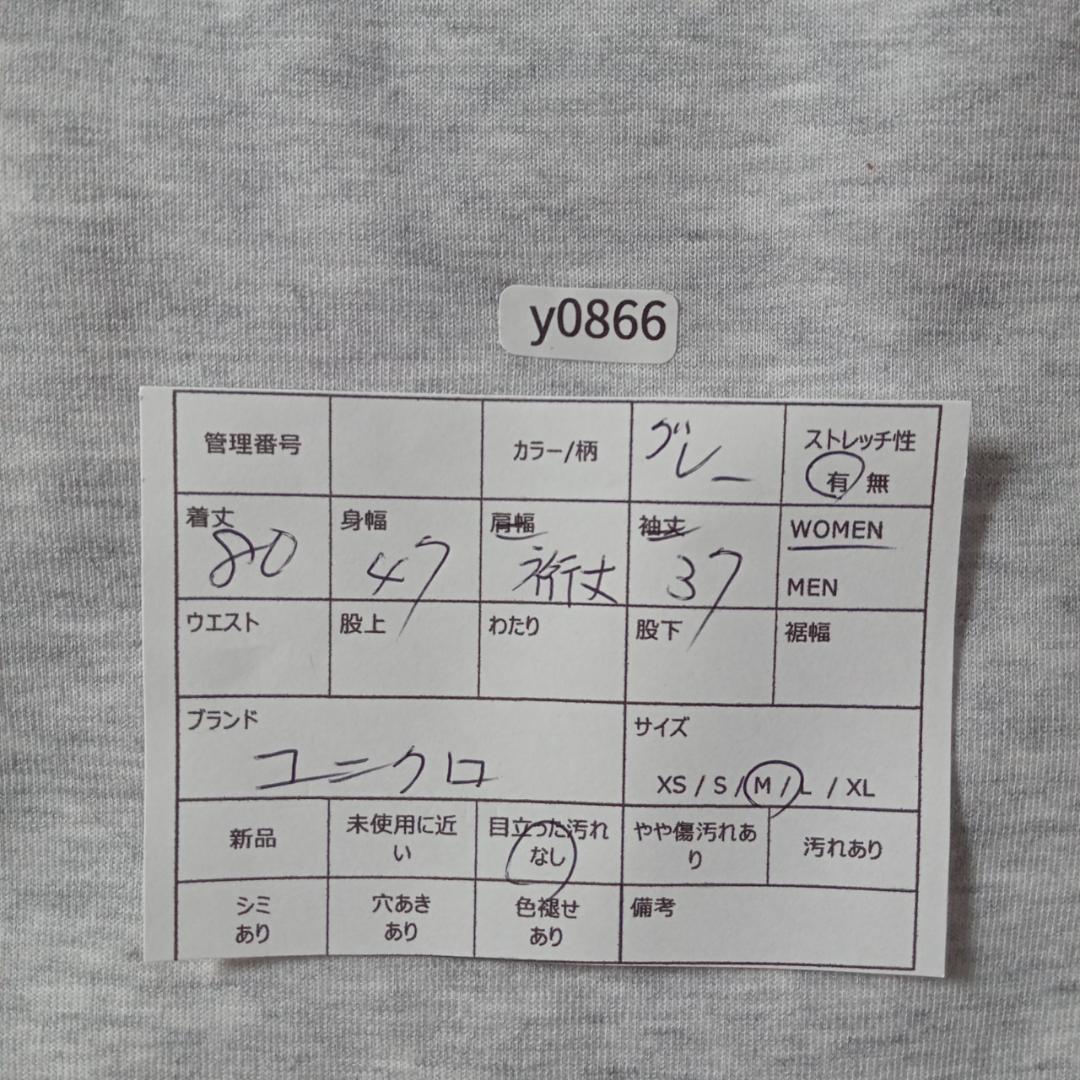 y0866
管理番号
カラー/柄
グレー
ストレッチ性
有 無
着丈
80
身幅
47
肩幅
裄丈
袖丈
37
WOMEN
MEN
ウエスト
股上
わたり
股下
裾幅
ブランド
ユニクロ
サイズ
XS / S / M / L / XL
新品
未使用に近
い
目立った汚れ
なし
やや傷汚れあ
り
汚れあり
シミ
あり
穴あき
あり
色褪せ
あり
備考